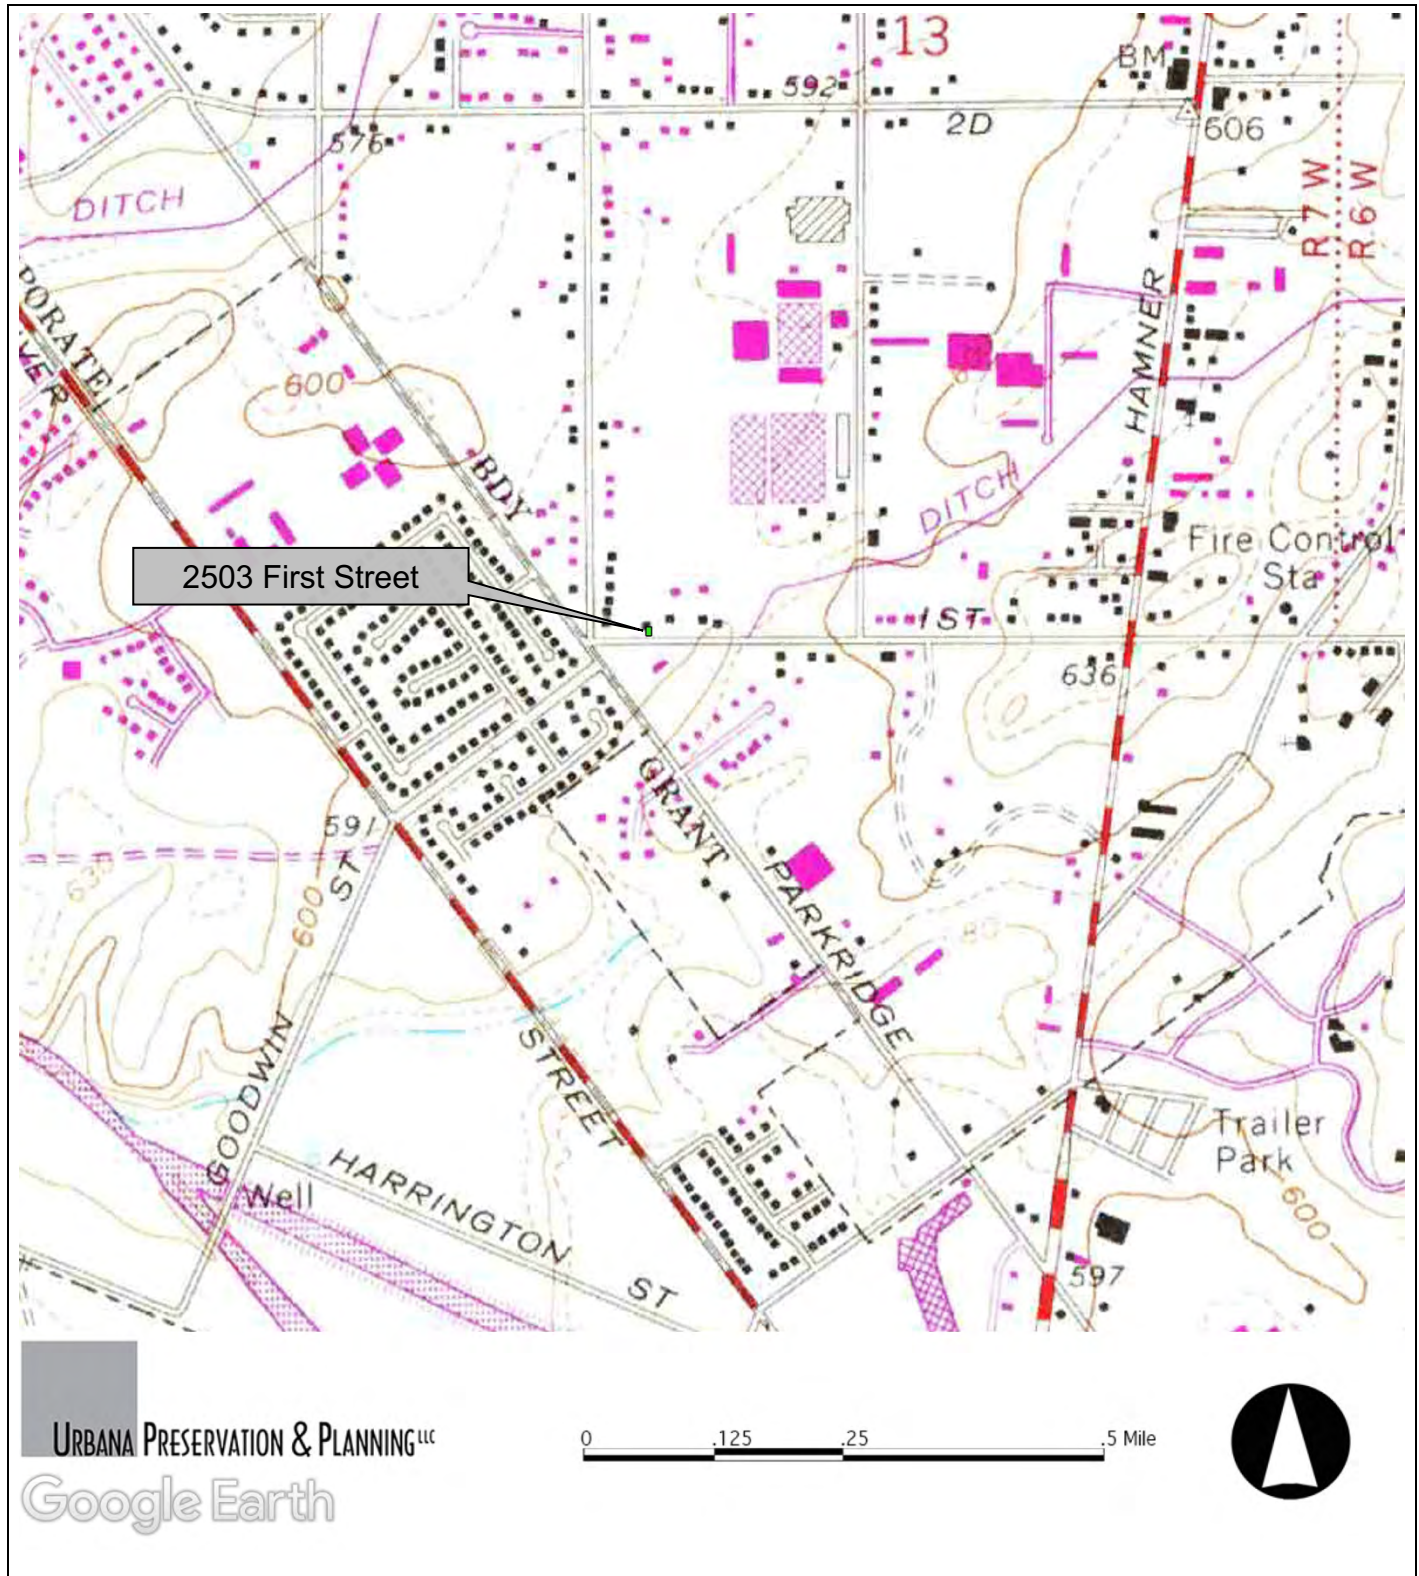 13
BM
592
2D
606
576
DITCH
R 7 W
R 6 W
PORATE
VER
600
HAMNER
BDY
DITCH
Fire Control
Sta
2503 First Street
1ST
636
GRANT
591
ST
630
600
PARKRIDGE
80
GOODWIN
STREET
Trailer
Park
HARRINGTON
ST
Well
600
597
URBANA PRESERVATION & PLANNING LLC
Google Earth
0 .125 .25 .5 Mile